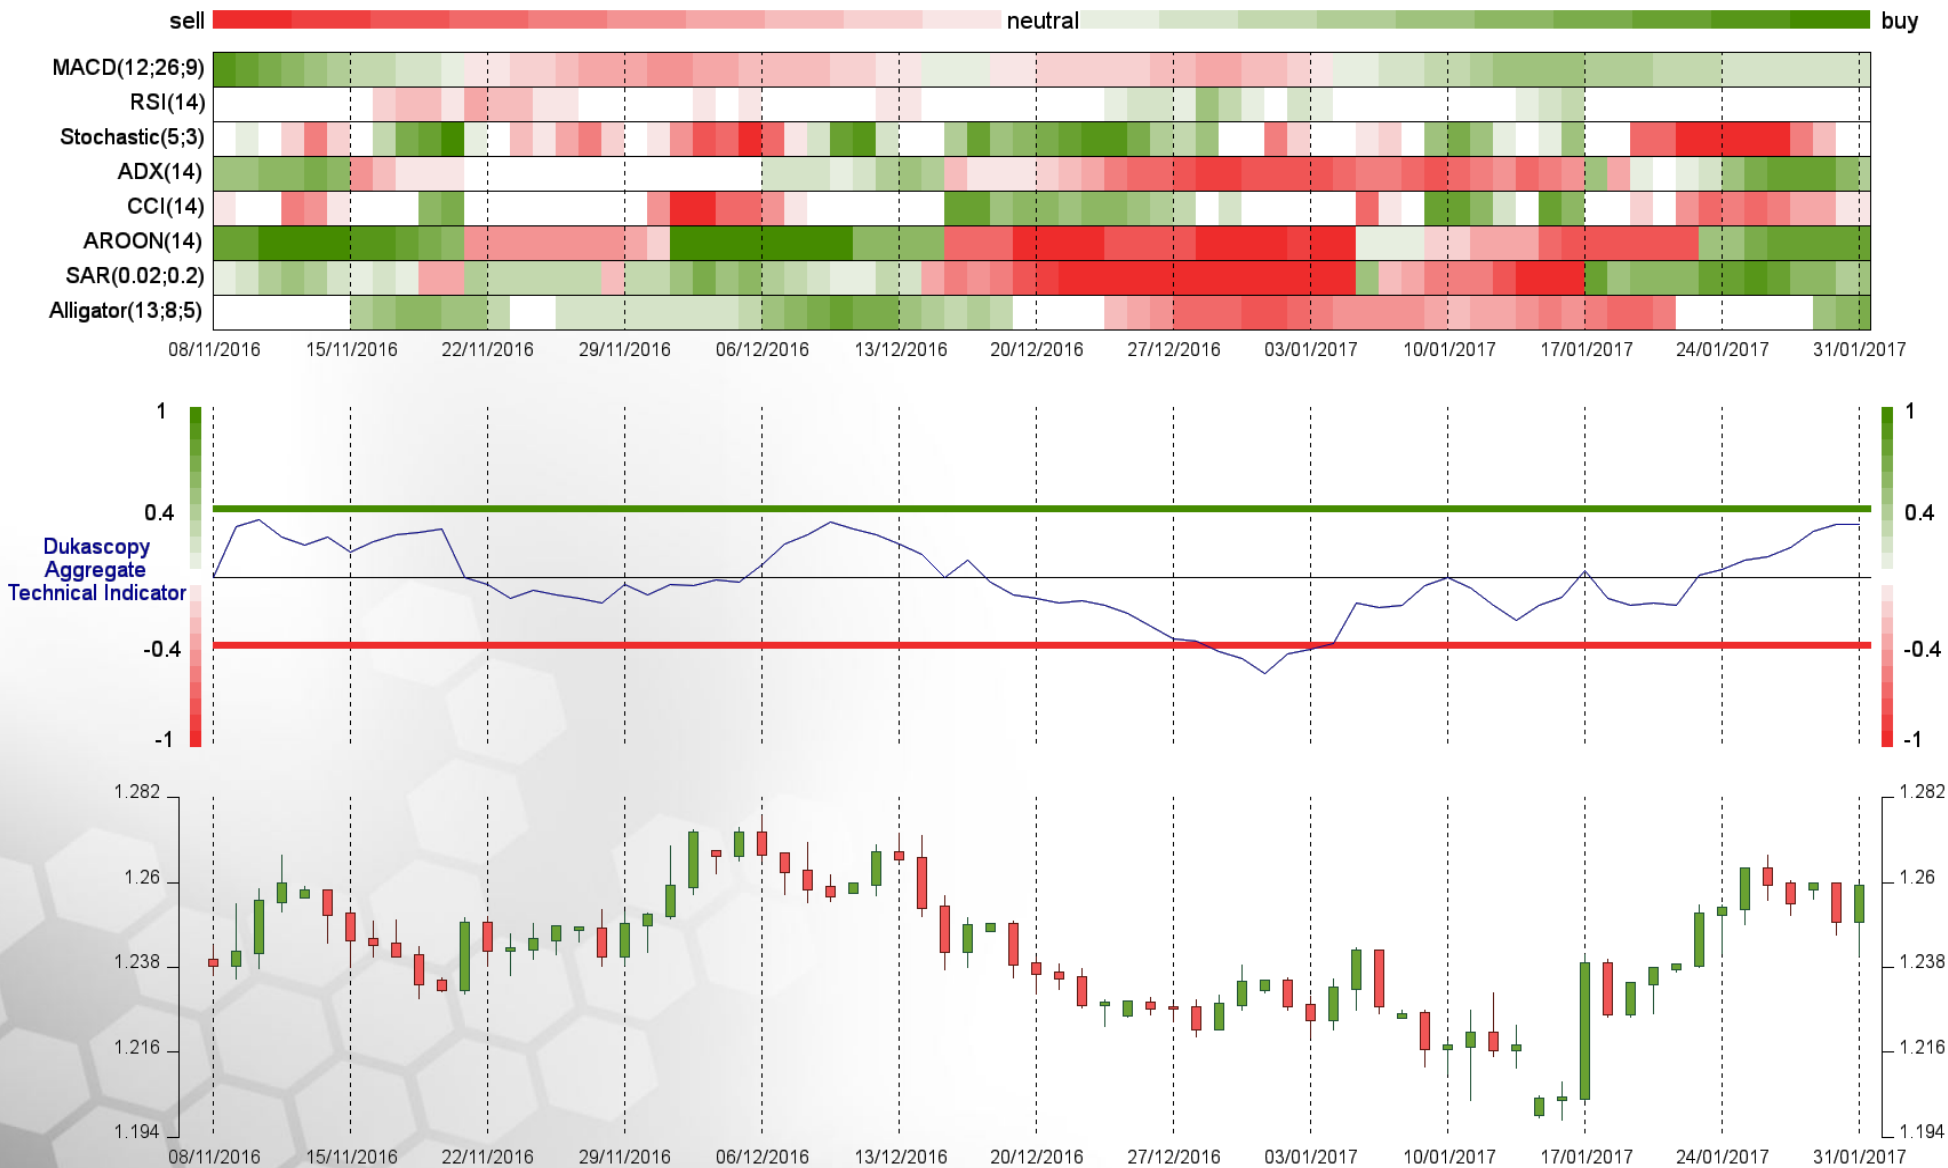 sell neutral buy
MACD(12;26;9)
RSI(14)
Stochastic(5;3)
ADX(14)
CCI(14)
AROON(14)
SAR(0.02;0.2)
Alligator(13;8;5)
08/11/2016 15/11/2016 22/11/2016 29/11/2016 06/12/2016 13/12/2016 20/12/2016 27/12/2016 03/01/2017 10/01/2017 17/01/2017 24/01/2017 31/01/2017
1 1
0.4 0.4
Dukascopy
Aggregate
Technical Indicator
-0.4 -0.4
-1 -1
1.282 1.282
1.26 1.26
1.238 1.238
1.216 1.216
1.194 1.194
08/11/2016 15/11/2016 22/11/2016 29/11/2016 06/12/2016 13/12/2016 20/12/2016 27/12/2016 03/01/2017 10/01/2017 17/01/2017 24/01/2017 31/01/2017